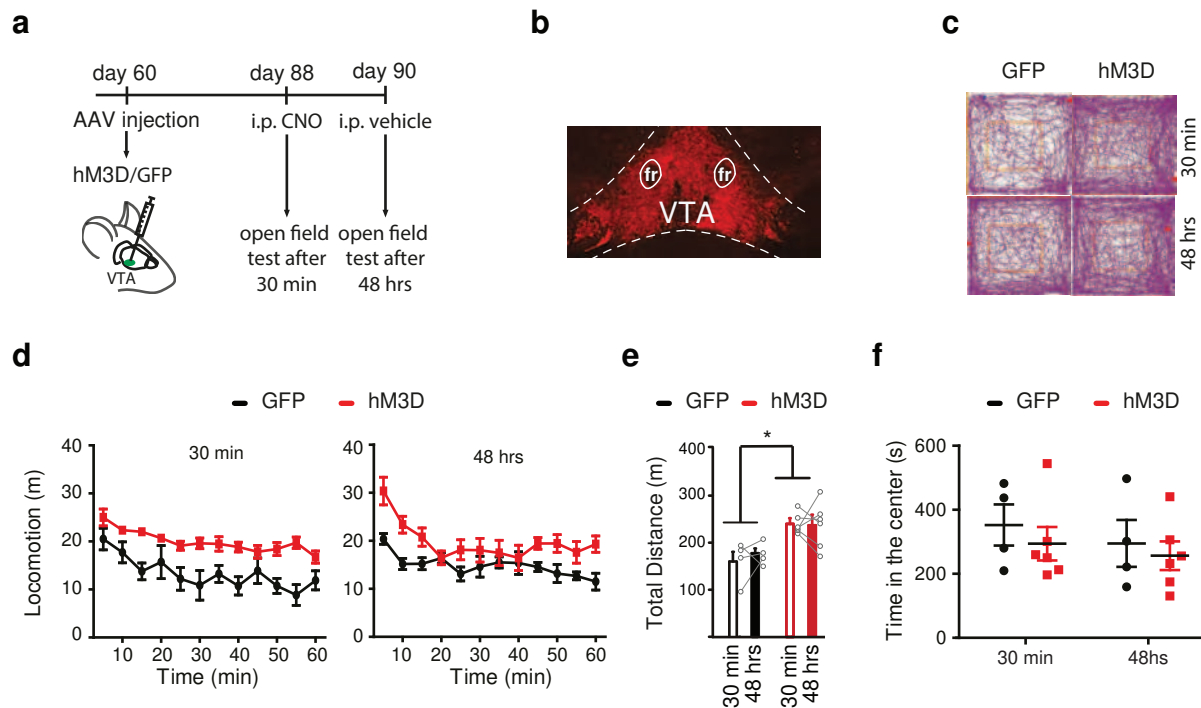 a
day 60
day 88
day 90
AAV injection
i.p. CNO
i.p. vehicle
hM3D/GFP
VTA
open field
test after
30 min
open field
test after
48 hrs
b
fr
fr
VTA
c
GFP
hM3D
30 min
48 hrs
d
GFP
hM3D
Locomotion (m)
40
30
20
10
0
30 min
10
20
30
40
50
60
Time (min)
40
30
20
10
0
48 hrs
10
20
30
40
50
60
Time (min)
e
GFP
hM3D
Total Distance (m)
400
300
200
100
*
30 min
48 hrs
30 min
48 hrs
f
GFP
hM3D
Time in the center (s)
600
400
200
0
30 min
48hs